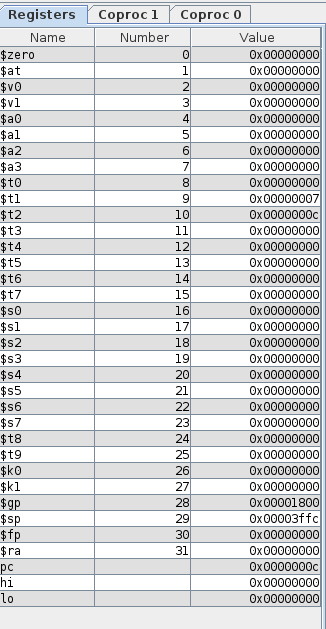 Registers Coproc 1 Coproc 0
Name Number Value
$zero 0 0x00000000
$at 1 0x00000000
$v0 2 0x00000000
$v1 3 0x00000000
$a0 4 0x00000000
$a1 5 0x00000000
$a2 6 0x00000000
$a3 7 0x00000000
$t0 8 0x00000000
$t1 9 0x00000007
$t2 10 0x0000000c
$t3 11 0x00000000
$t4 12 0x00000000
$t5 13 0x00000000
$t6 14 0x00000000
$t7 15 0x00000000
$s0 16 0x00000000
$s1 17 0x00000000
$s2 18 0x00000000
$s3 19 0x00000000
$s4 20 0x00000000
$s5 21 0x00000000
$s6 22 0x00000000
$s7 23 0x00000000
$t8 24 0x00000000
$t9 25 0x00000000
$k0 26 0x00000000
$k1 27 0x00000000
$gp 28 0x00001800
$sp 29 0x00003ffc
$fp 30 0x00000000
$ra 31 0x00000000
pc 0x0000000c
hi 0x00000000
lo 0x00000000